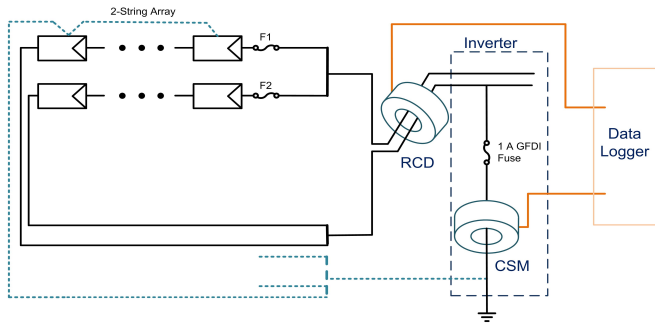 2-String Array
F1
F2
RCD
Inverter
1 A GFDI
Fuse
CSM
Data
Logger